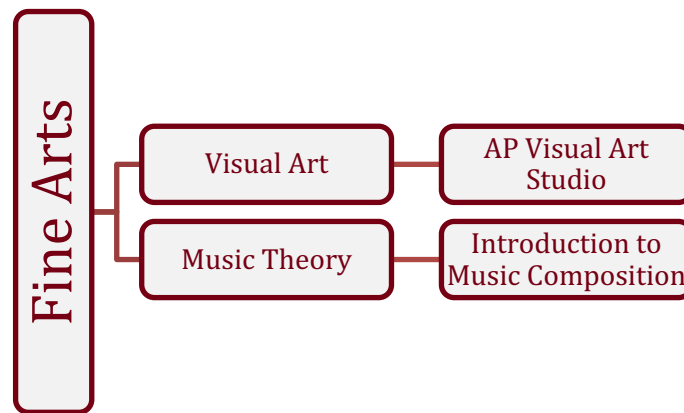 Fine Arts
Visual Art
AP Visual Art
Studio
Music Theory
Introduction to
Music Composition